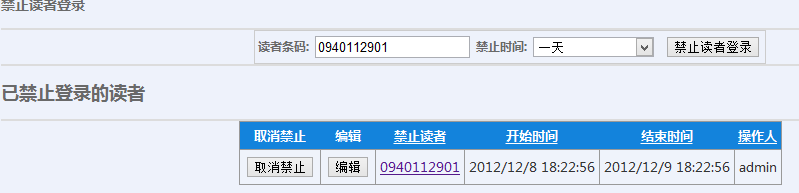 禁止读者登录
读者条码: 0940112901 禁止时间: 一天 禁止读者登录
已禁止登录的读者
取消禁止 编辑 禁止读者 开始时间 结束时间 操作人
取消禁止 编辑 0940112901 2012/12/8 18:22:56 2012/12/9 18:22:56 admin